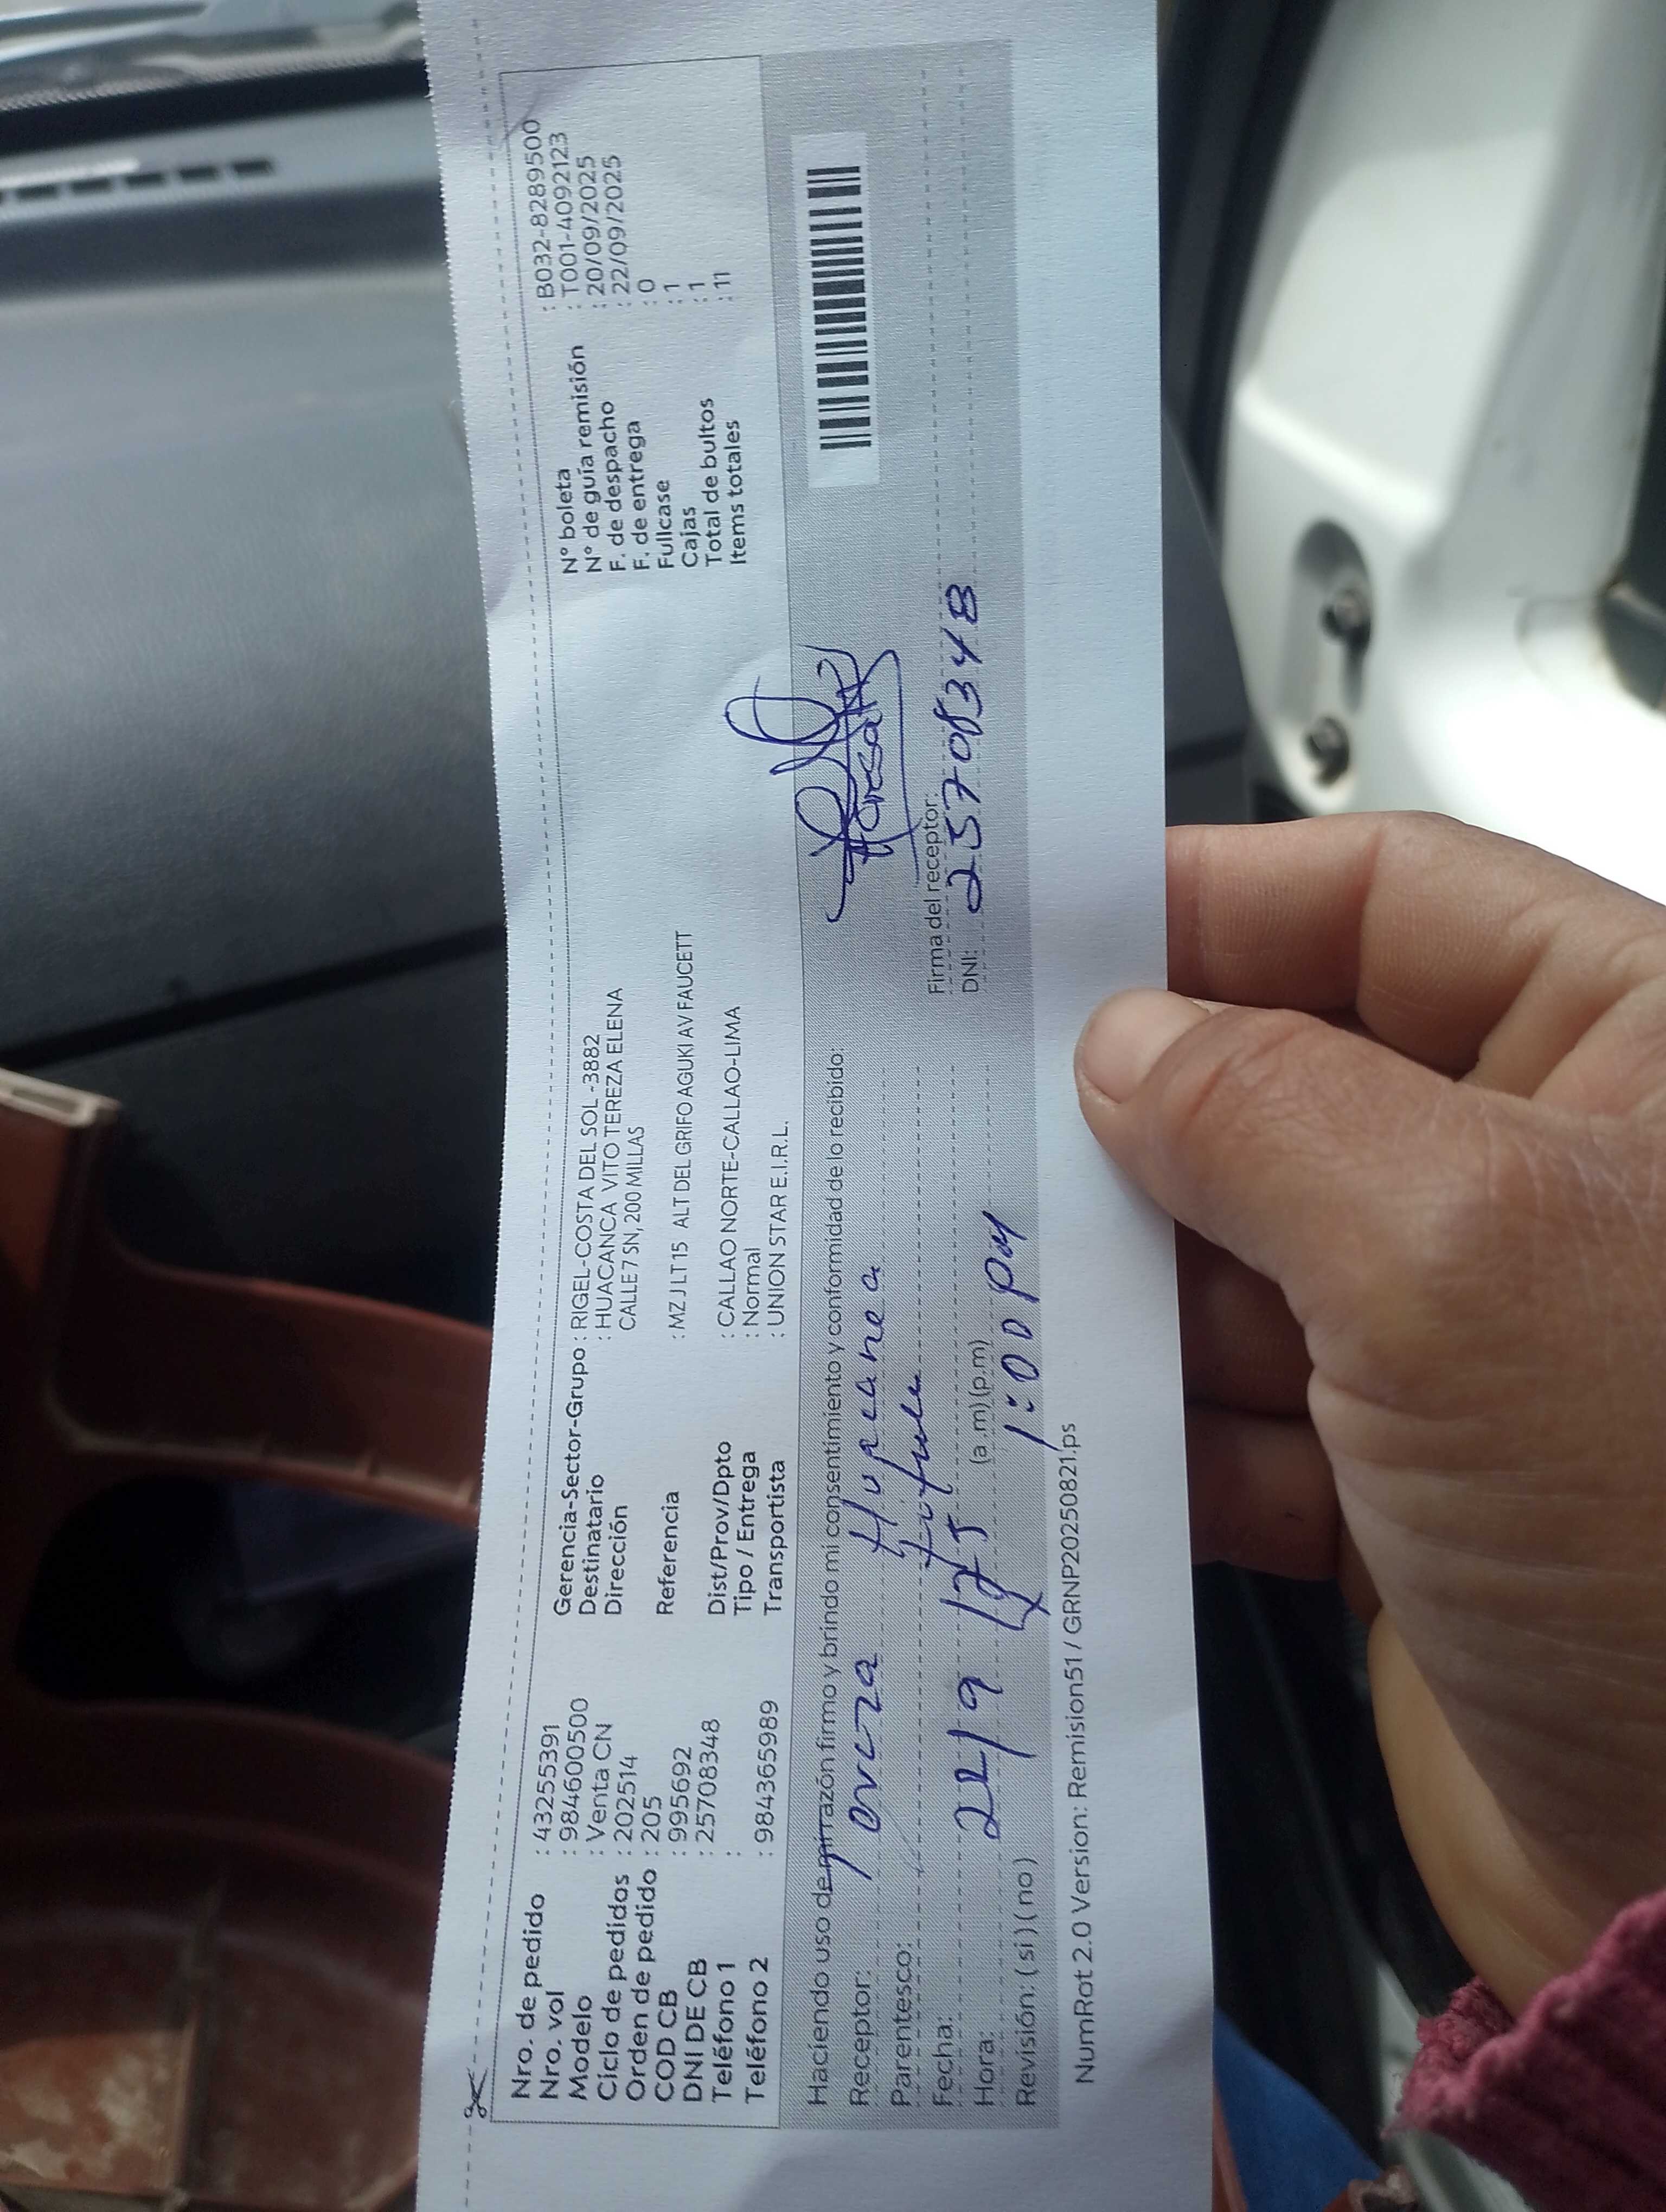 Nro. de pedido : 43255391
Nro. vol : 984600500
Modelo : Venta CN
Ciclo de pedidos : 202514
Orden de pedido : 205
COD CB : 995692
DNI DE CB : 25708348
Teléfono 1 :
Teléfono 2 : 984365989
Gerencia-Sector-Grupo : RIGEL-COSTA DEL SOL -3882
Destinatario : HUACANCA VITO TEREZA ELENA
Dirección CALLE 7 SN, 200 MILLAS
Referencia : MZ J LT 15 ALT DEL GRIFO AGUKI AV FAUCETT
Dist/Prov/Dpto : CALLAO NORTE-CALLAO-LIMA
Tipo / Entrega : Normal
Transportista : UNION STAR E.I.R.L.
N° boleta : B032-8289500
N° de guía remisión : T001-4092123
F. de despacho : 20/09/2025
F. de entrega : 22/09/2025
Fullcase : 0
Cajas : 1
Total de bultos : 1
Items totales : 11
Haciendo uso de mi razón firmo y brindo mi consentimiento y conformidad de lo recibido:
Receptor:
Parentesco:
Fecha: 22/9
Hora: (a.m) (p.m)
1:00 PM
Revisión: (si) (no)
Firma del receptor:
DNI: 25708348
NumRot 2.0 Version: Remision51 / GRNP20250821.ps